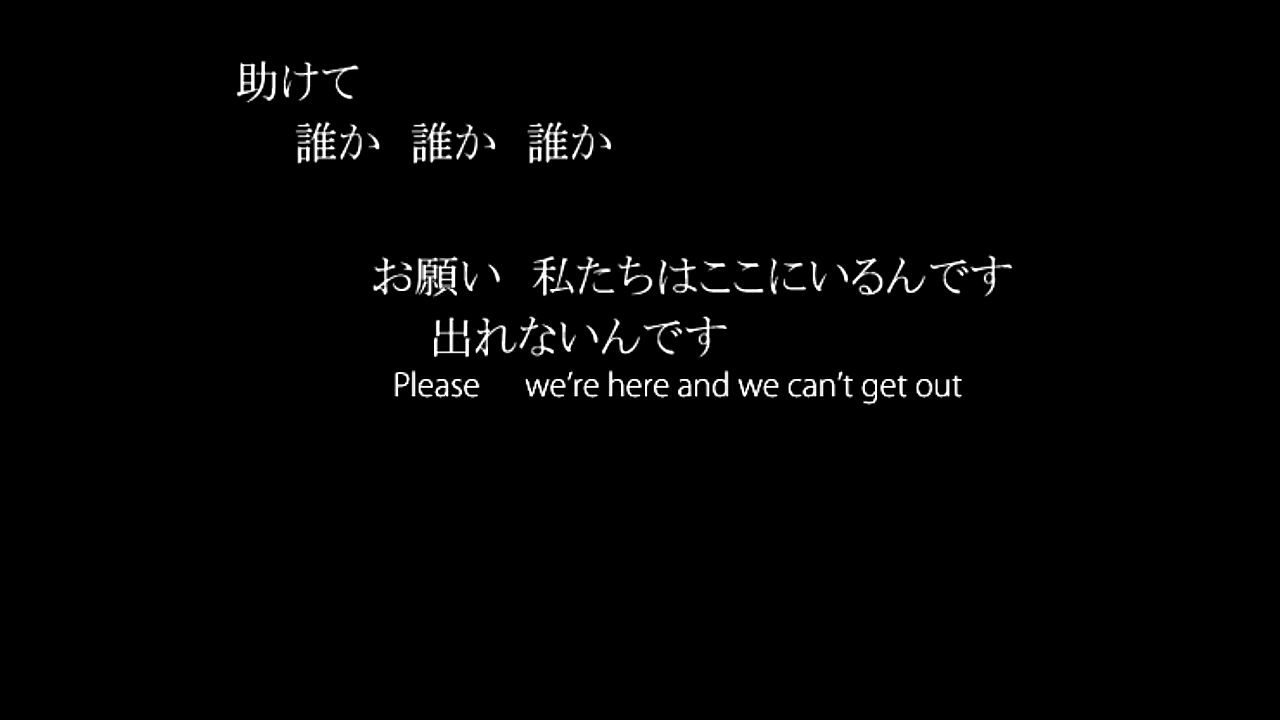 助けて
誰か　誰か　誰か
お願い　私たちはここにいるんです
出れないんです
Please we're here and we can't get out